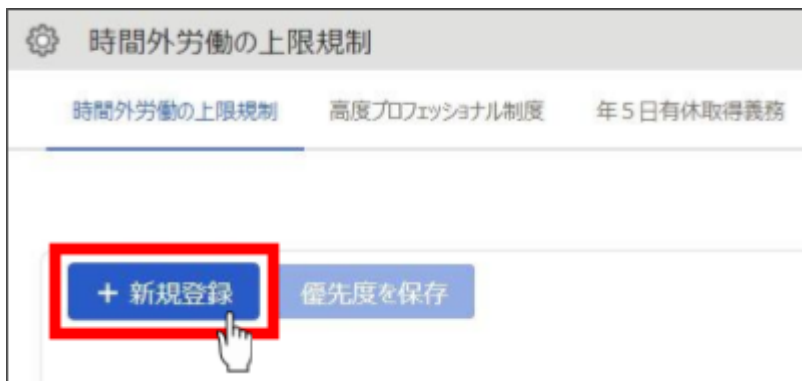 時間外労働の上限規制
時間外労働の上限規制 高度プロフェッショナル制度 年5日有休取得義務
+ 新規登録 優先度を保存